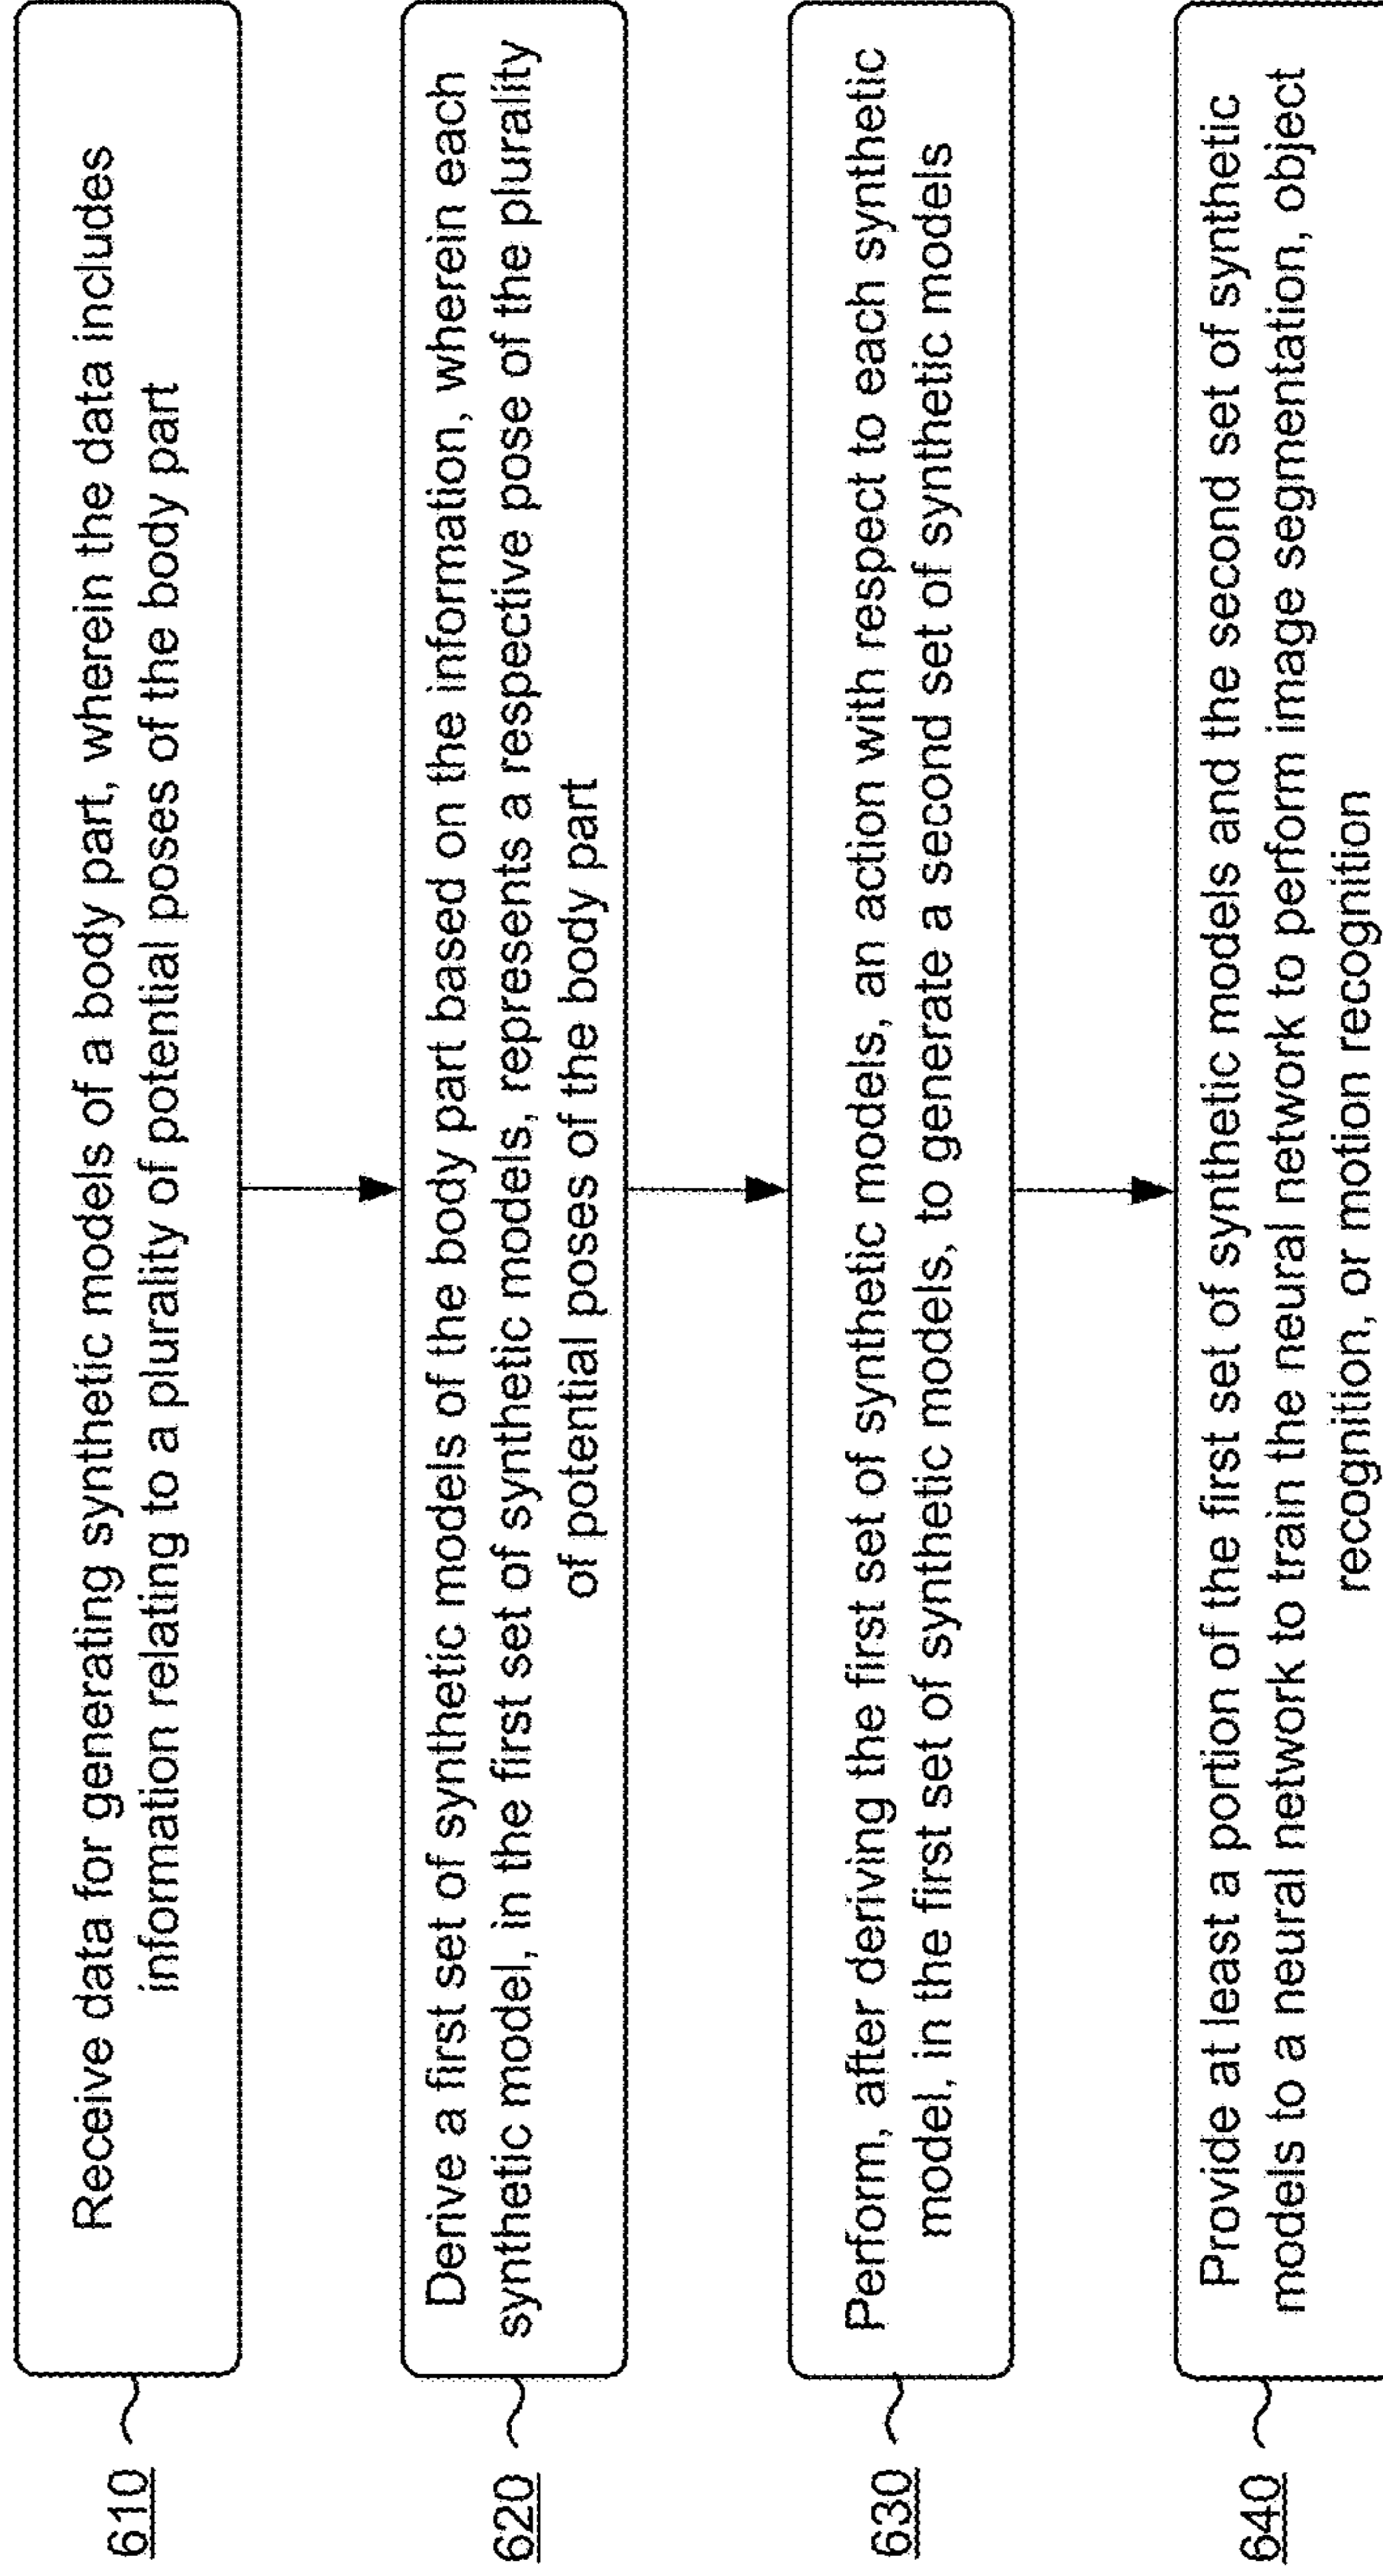 610
Receive data for generating synthetic models of a body part, wherein the data includes
information relating to a plurality of potential poses of the body part
620
Derive a first set of synthetic models of the body part based on the information, wherein each
synthetic model, in the first set of synthetic models, represents a respective pose of the plurality
of potential poses of the body part
630
Perform, after deriving the first set of synthetic models, an action with respect to each synthetic
model, in the first set of synthetic models, to generate a second set of synthetic models
640
Provide at least a portion of the first set of synthetic models and the second set of synthetic
models to a neural network to train the neural network to perform image segmentation, object
recognition, or motion recognition